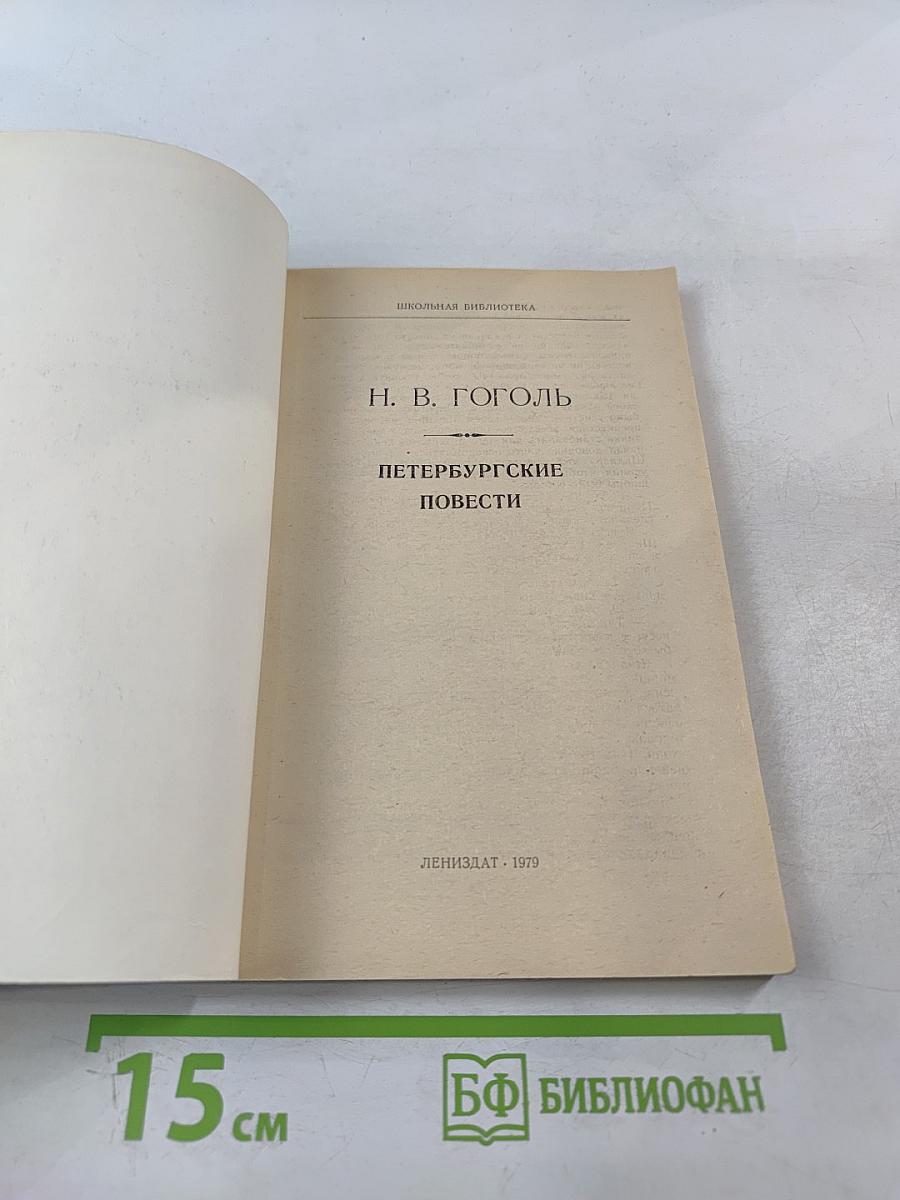 ШКОЛЬНАЯ БИБЛИОТЕКА
Н. В. ГОГОЛЬ
ПЕТЕРБУРГСКИЕ
ПОВЕСТИ
ЛЕНИЗДАТ • 1979
15 см
БФ БИБЛИОФАН